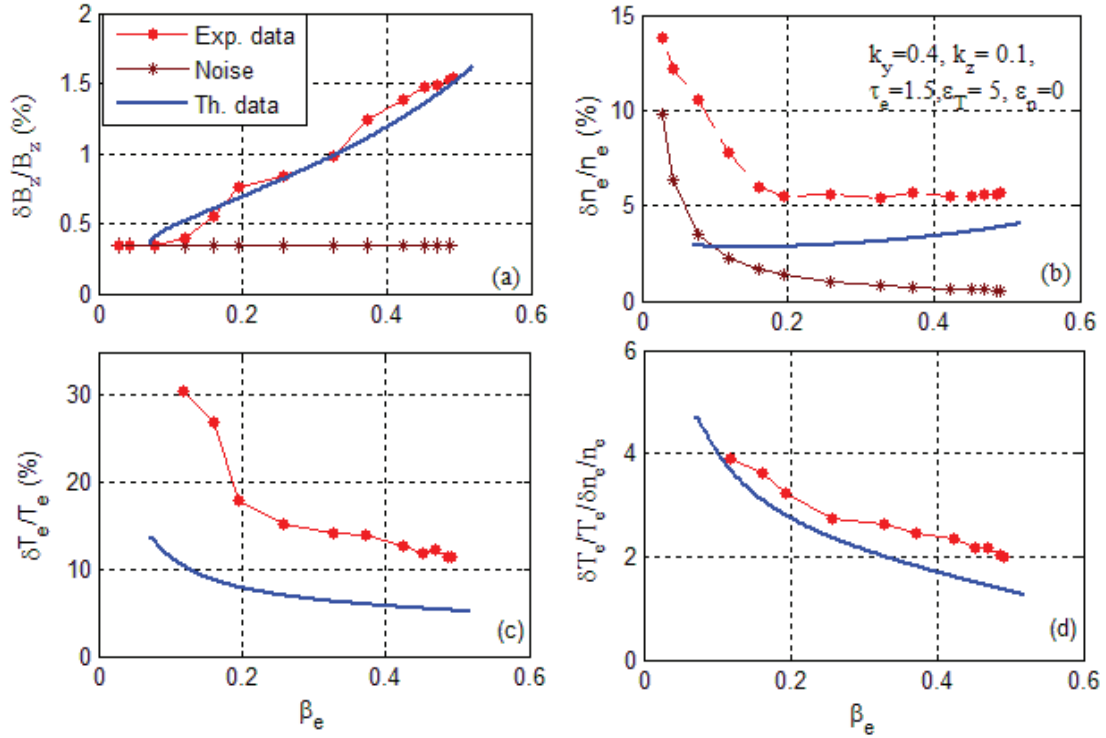 2
1.5
1
0.5
0
δB_z/B_z (%)
Exp. data
Noise
Th. data
(a)
0 0.2 0.4 0.6
15
10
5
0
δn_e/n_e (%)
k_y=0.4, k_z= 0.1,
τ_e=1.5,ε_T= 5, ε_n=0
(b)
0 0.2 0.4 0.6
30
20
10
0
δT_e/T_e (%)
(c)
0 0.2 0.4 0.6
β_e
6
4
2
0
δT_e/T_e/δn_e/n_e
(d)
0 0.2 0.4 0.6
β_e